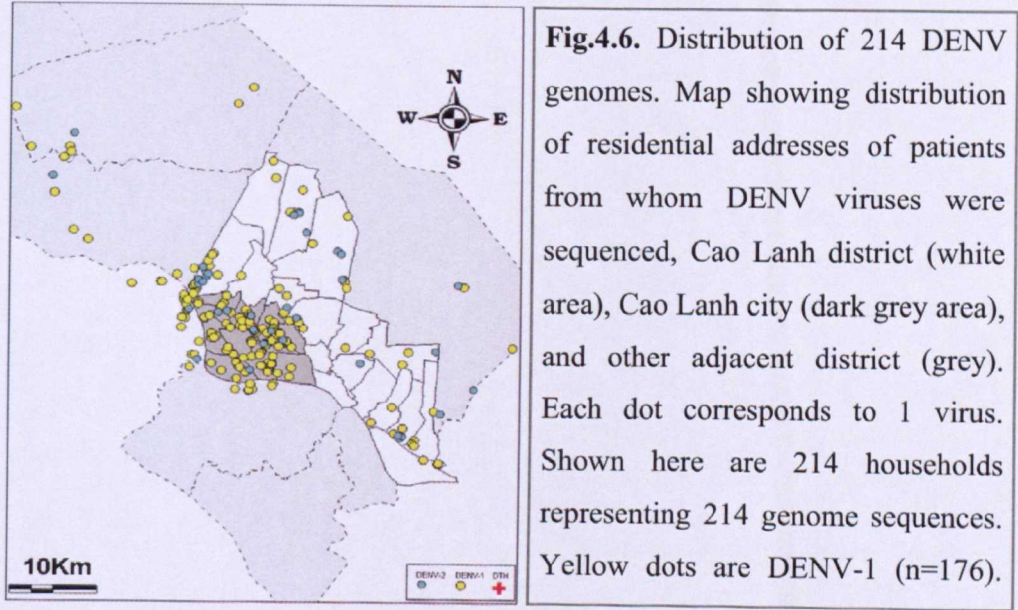 N
W E
S
10Km
DENV-2 DENV-1 DTH
Fig.4.6. Distribution of 214 DENV
genomes. Map showing distribution
of residential addresses of patients
from whom DENV viruses were
sequenced, Cao Lanh district (white
area), Cao Lanh city (dark grey area),
and other adjacent district (grey).
Each dot corresponds to 1 virus.
Shown here are 214 households
representing 214 genome sequences.
Yellow dots are DENV-1 (n=176).